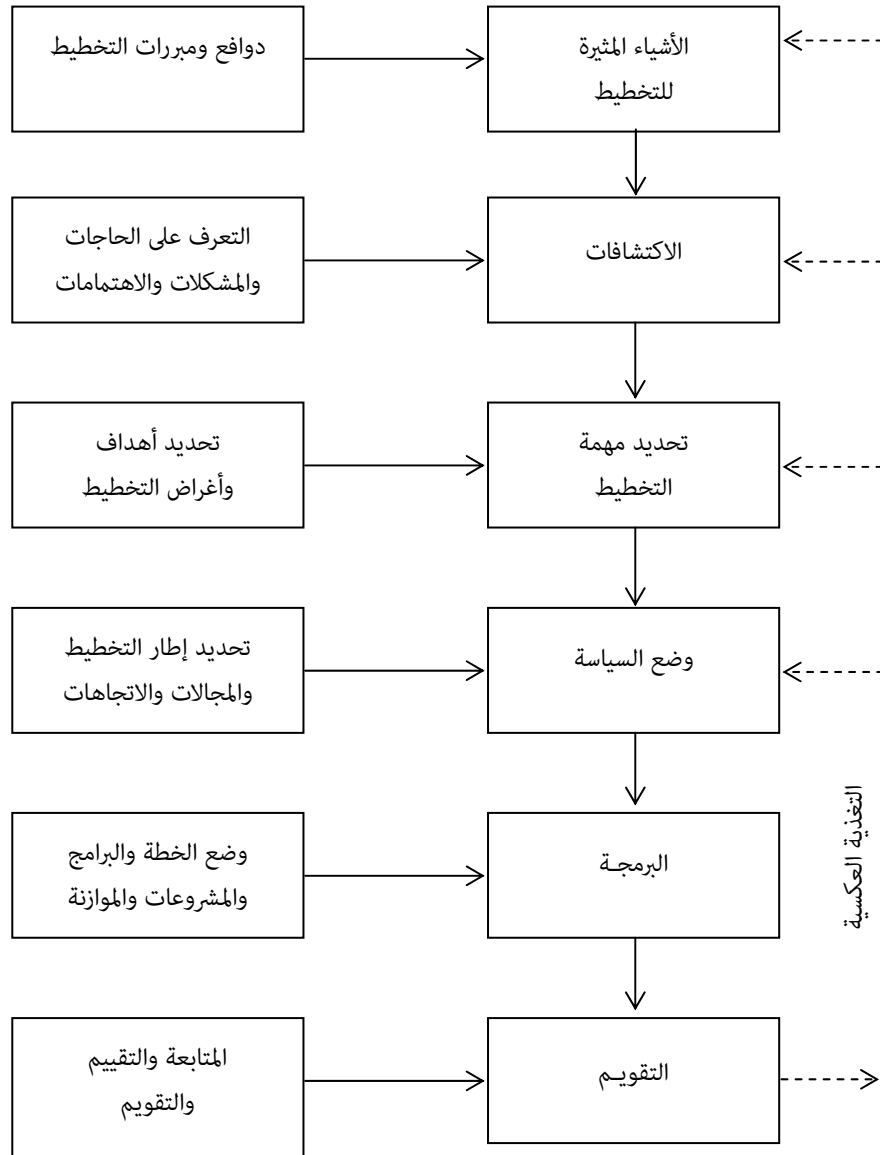 الأشياء المثيرة
للتخطيط
دوافع ومبررات التخطيط
الاكتشافات
التعرف على الحاجات
والمشكلات والاهتمامات
تحديد مهمة
التخطيط
تحديد أهداف
وأغراض التخطيط
وضع السياسة
تحديد إطار التخطيط
والمجالات والاتجاهات
التغذية العكسية
البرمجـة
وضع الخطة والبرامج
والمشروعات والموازنة
التقويـم
المتابعة والتقييم
والتقويم